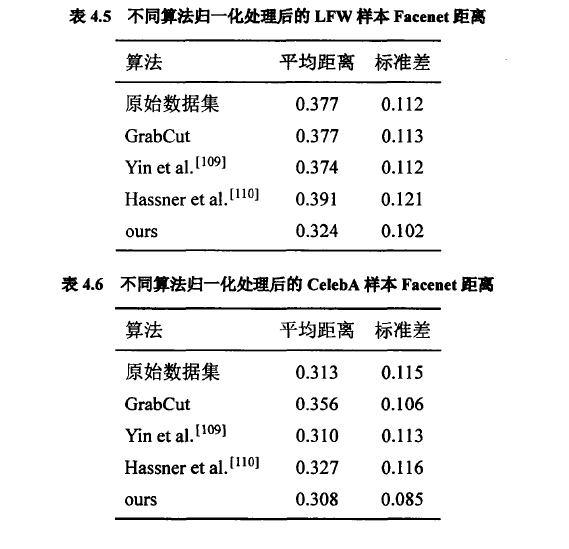 表 4.5 不同算法归一化处理后的 LFW 样本 Facenet 距离
算法 平均距离 标准差
原始数据集 0.377 0.112
GrabCut 0.377 0.113
Yin et al.[109] 0.374 0.112
Hassner et al.[110] 0.391 0.121
ours 0.324 0.102
表 4.6 不同算法归一化处理后的 CelebA 样本 Facenet 距离
算法 平均距离 标准差
原始数据集 0.313 0.115
GrabCut 0.356 0.106
Yin et al.[109] 0.310 0.113
Hassner et al.[110] 0.327 0.116
ours 0.308 0.085